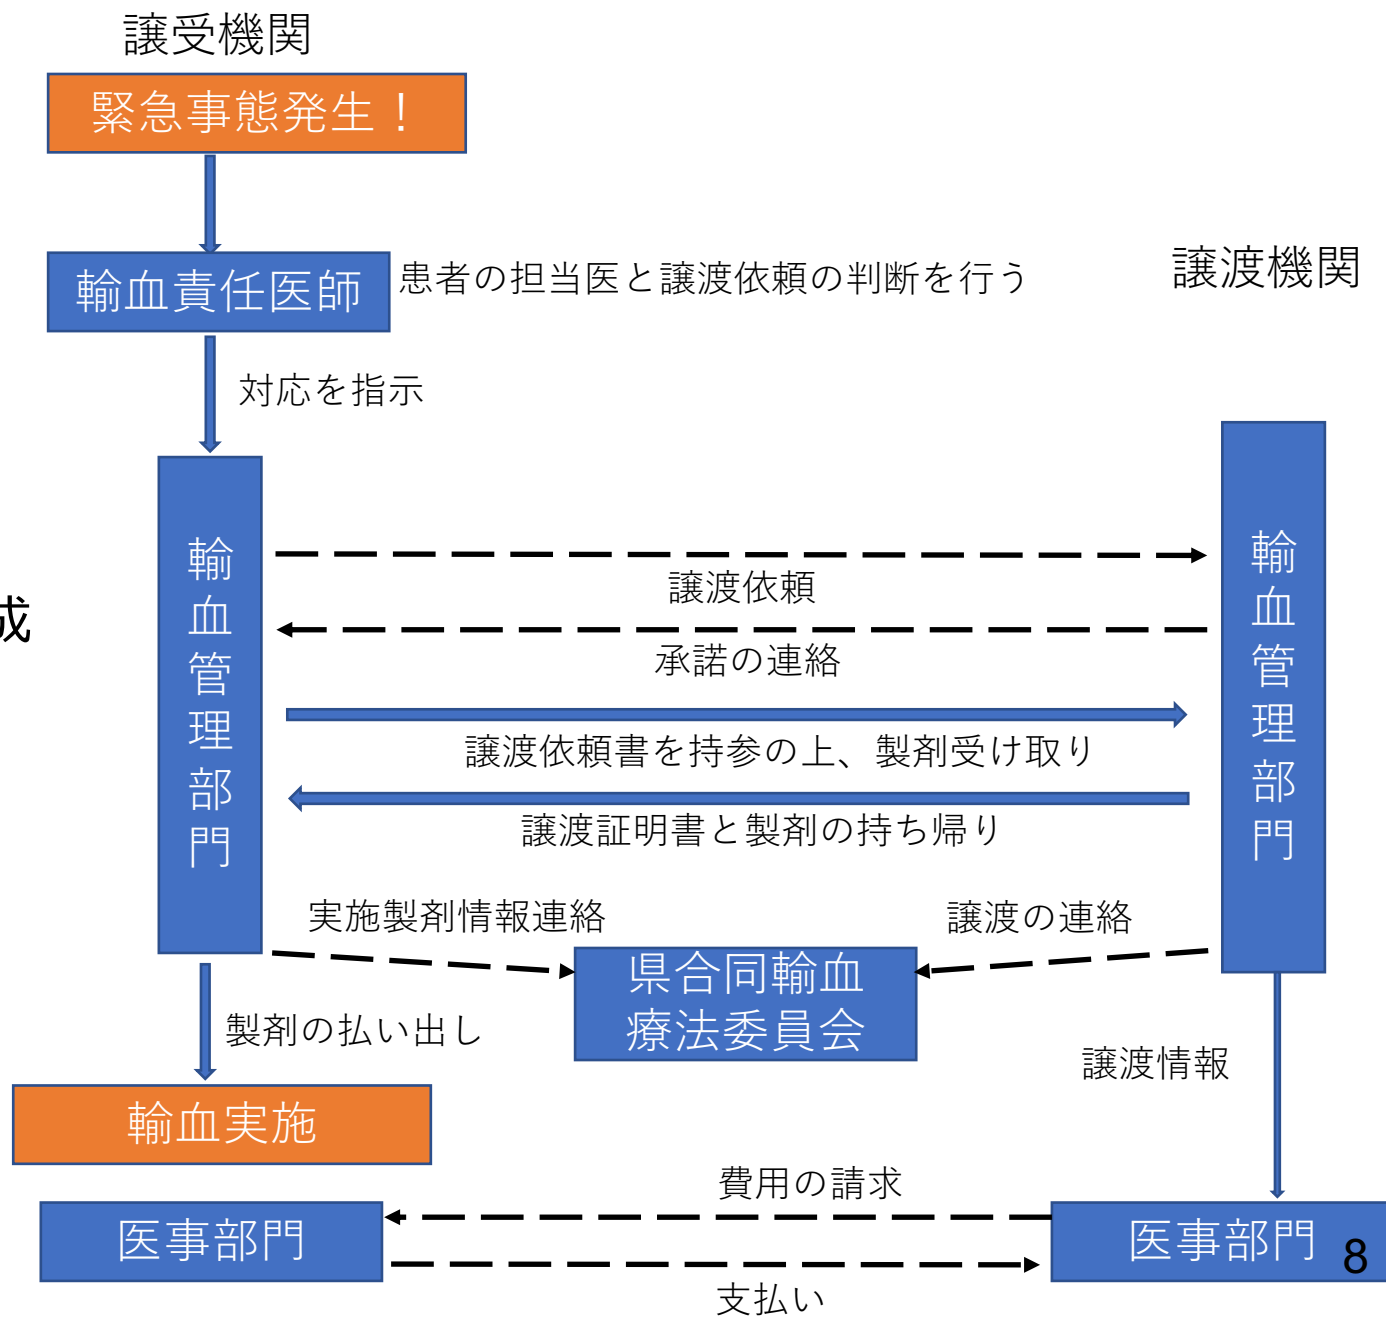 譲受機関
緊急事態発生！
輸血責任医師
患者の担当医と譲渡依頼の判断を行う
譲渡機関
対応を指示
輸血管理部門
輸血管理部門
譲渡依頼
成
承諾の連絡
譲渡依頼書を持参の上、製剤受け取り
譲渡証明書と製剤の持ち帰り
実施製剤情報連絡
譲渡の連絡
県合同輸血
療法委員会
製剤の払い出し
譲渡情報
輸血実施
費用の請求
医事部門
医事部門
8
支払い